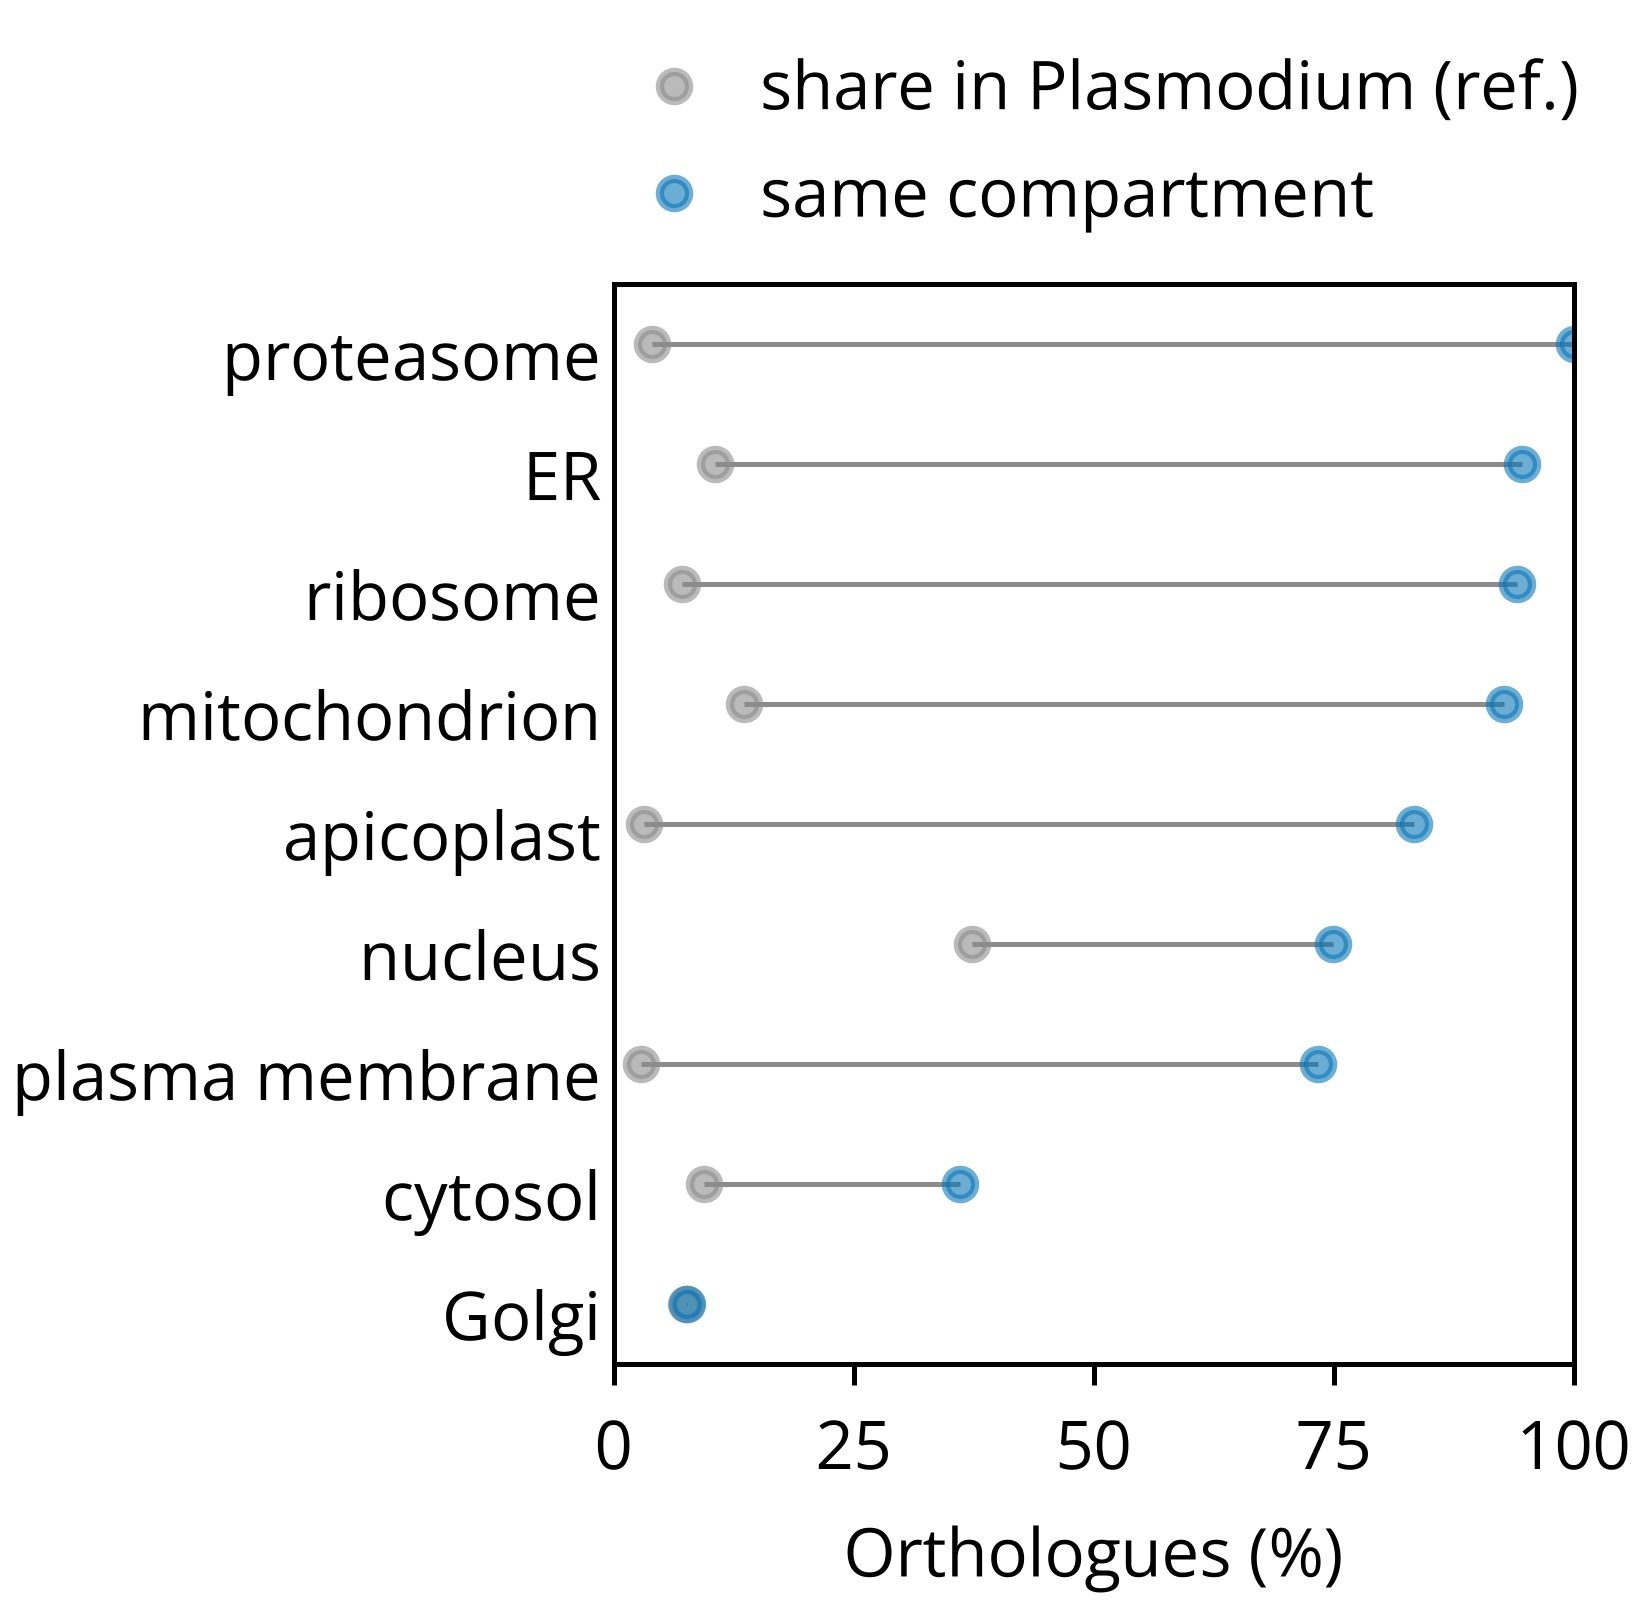 share in Plasmodium (ref.)
same compartment
proteasome
ER
ribosome
mitochondrion
apicoplast
nucleus
plasma membrane
cytosol
Golgi
0 25 50 75 100
Orthologues (%)